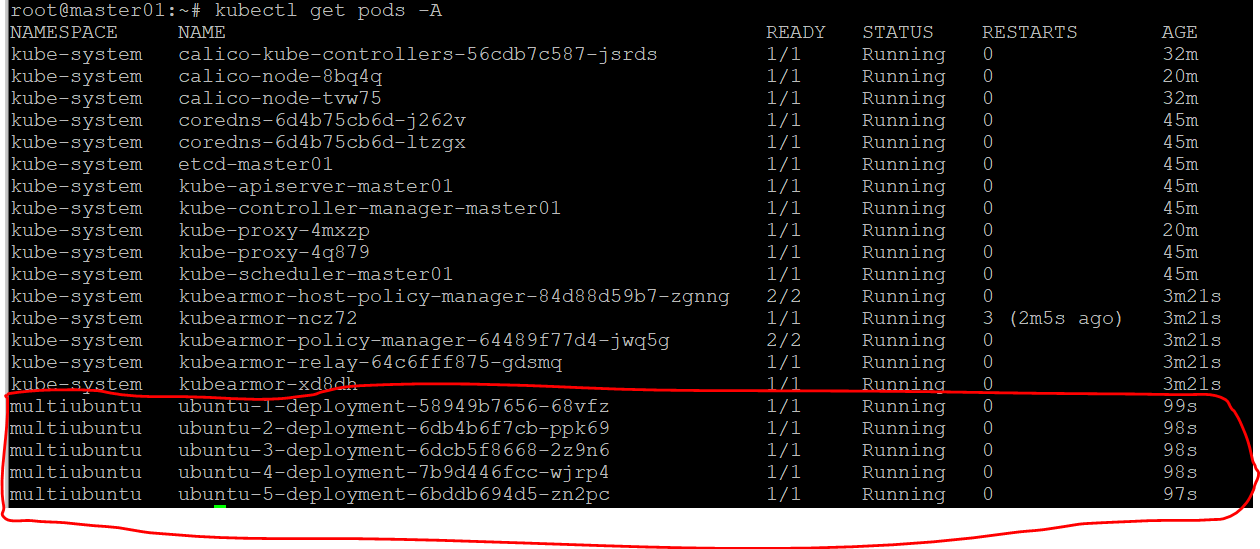 root@master01:~# kubectl get pods -A
NAMESPACE NAME READY STATUS RESTARTS AGE
kube-system calico-kube-controllers-56cdb7c587-jsrds 1/1 Running 0 32m
kube-system calico-node-8bq4q 1/1 Running 0 20m
kube-system calico-node-tvw75 1/1 Running 0 32m
kube-system coredns-6d4b75cb6d-j262v 1/1 Running 0 45m
kube-system coredns-6d4b75cb6d-ltzgx 1/1 Running 0 45m
kube-system etcd-master01 1/1 Running 0 45m
kube-system kube-apiserver-master01 1/1 Running 0 45m
kube-system kube-controller-manager-master01 1/1 Running 0 45m
kube-system kube-proxy-4mxzp 1/1 Running 0 20m
kube-system kube-proxy-4q879 1/1 Running 0 45m
kube-system kube-scheduler-master01 1/1 Running 0 45m
kube-system kubearmor-host-policy-manager-84d88d59b7-zgnng 2/2 Running 0 3m21s
kube-system kubearmor-ncz72 1/1 Running 3 (2m5s ago) 3m21s
kube-system kubearmor-policy-manager-64489f77d4-jwq5g 2/2 Running 0 3m21s
kube-system kubearmor-relay-64c6fff875-gdsmq 1/1 Running 0 3m21s
kube-system kubearmor-xd8dh 1/1 Running 0 3m21s
multiubuntu ubuntu-1-deployment-58949b7656-68vfz 1/1 Running 0 99s
multiubuntu ubuntu-2-deployment-6db4b6f7cb-ppk69 1/1 Running 0 98s
multiubuntu ubuntu-3-deployment-6dcb5f8668-2z9n6 1/1 Running 0 98s
multiubuntu ubuntu-4-deployment-7b9d446fcc-wjrp4 1/1 Running 0 98s
multiubuntu ubuntu-5-deployment-6bddb694d5-zn2pc 1/1 Running 0 97s